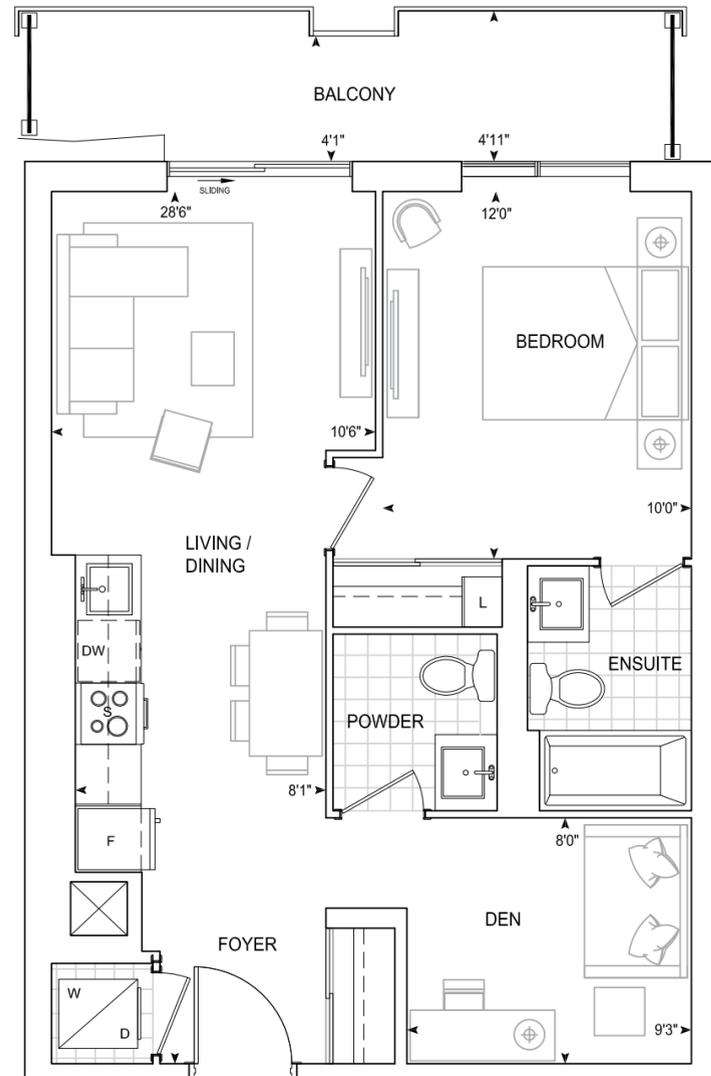 BALCONY
4'1"
4'11"
SLIDING
28'6"
12'0"
BEDROOM
10'6"
10'0"
LIVING /
DINING
L
DW
ENSUITE
S
POWDER
8'1"
F
8'0"
DEN
FOYER
W
D
9'3"